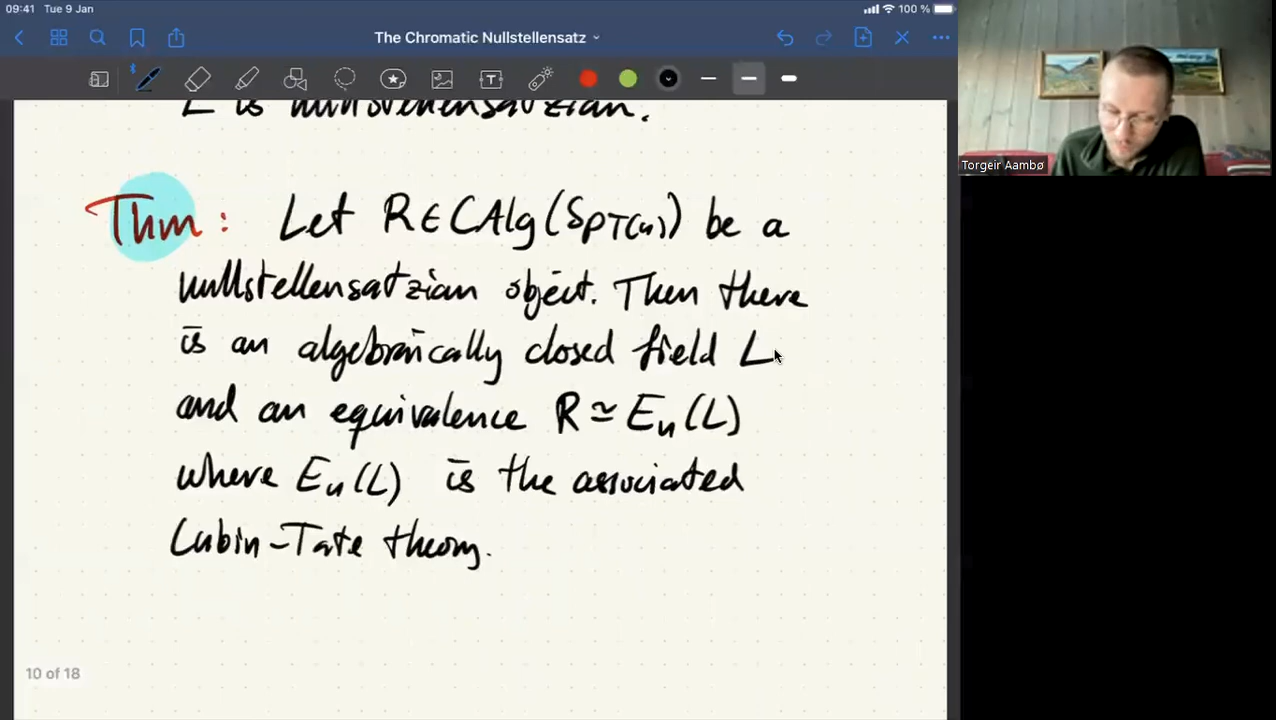 09:41 Tue 9 Jan
100 %
The Chromatic Nullstellensatz
L is nullstellensatzian.
Thm: Let R∈CAlg(Sp_T(n)) be a
nullstellensatzian object. Then there
is an algebraically closed field L
and an equivalence R ≃ E_n(L)
where E_n(L) is the associated
Lubin-Tate theory.
10 of 18
Torgeir Aambø